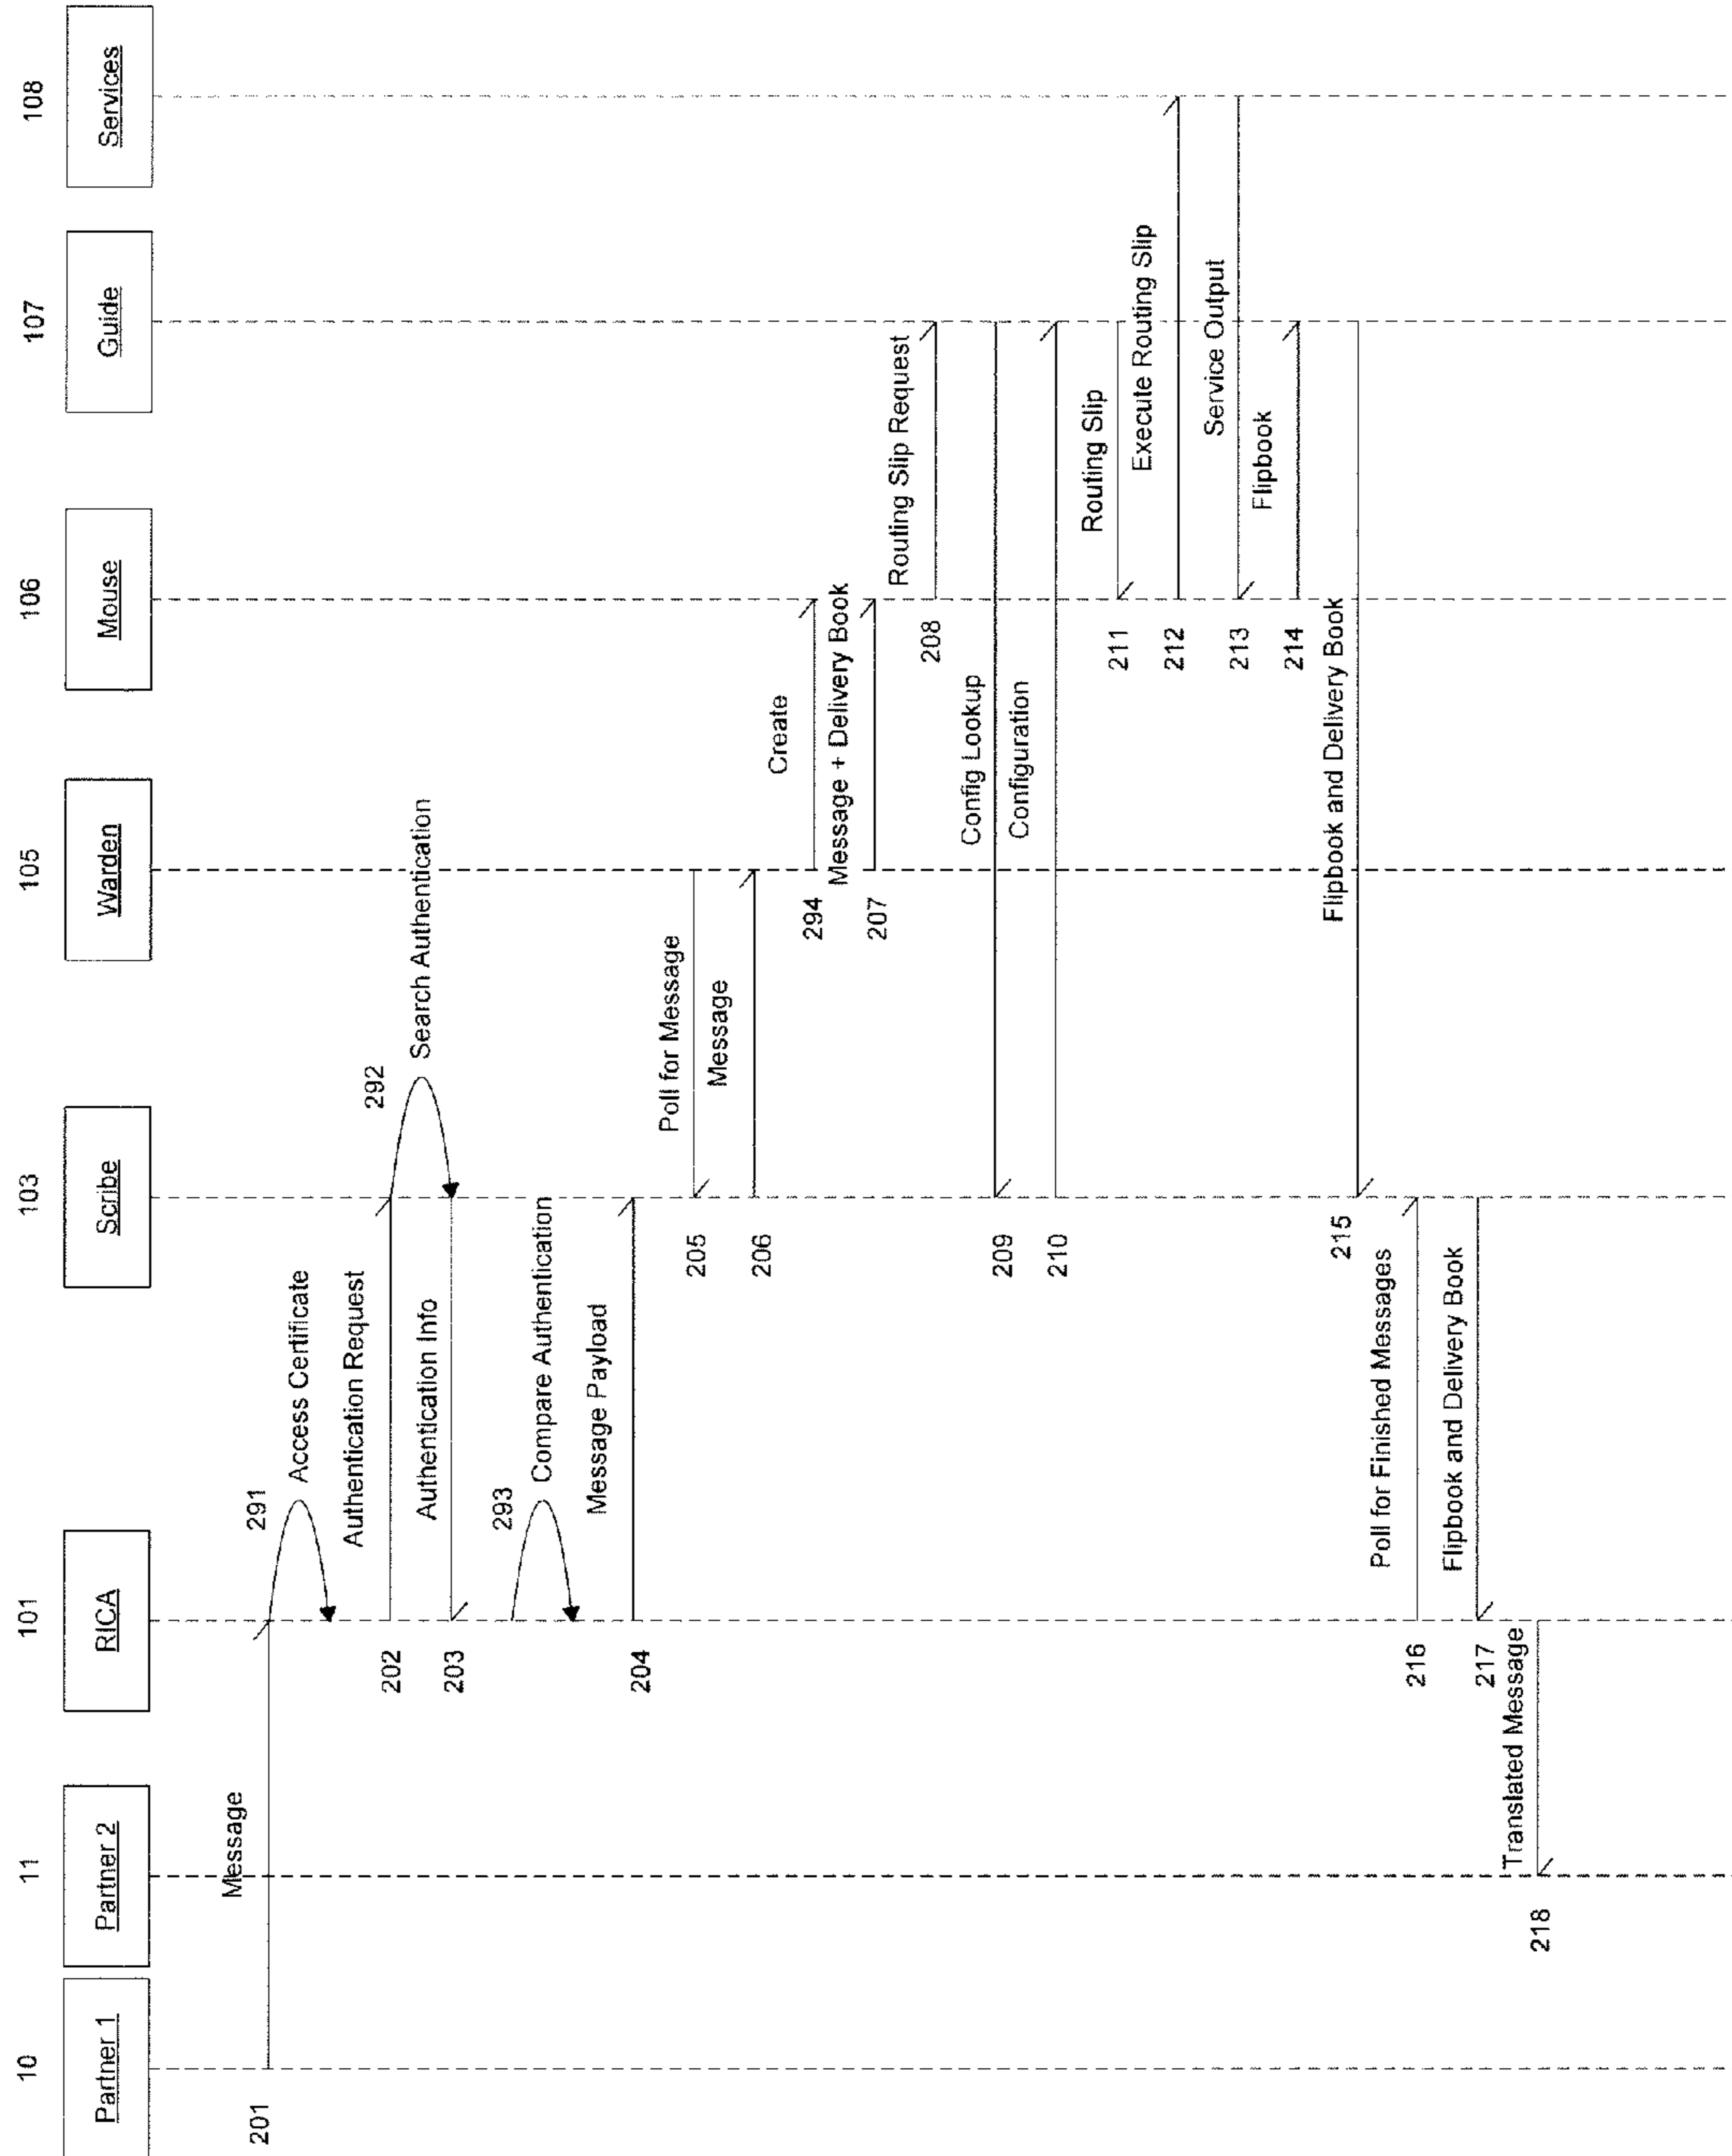 10
11
101
103
105
106
107
108
Partner 1
Partner 2
RICA
Scribe
Warden
Mouse
Guide
Services
201
Message
291
Access Certificate
202
Authentication Request
292
Search Authentication
203
Authentication Info
293
Compare Authentication
204
Message Payload
205
Poll for Message
206
Message
294
Create
207
Message + Delivery Book
208
Routing Slip Request
209
Config Lookup
210
Configuration
211
Routing Slip
212
Execute Routing Slip
213
Service Output
214
Flipbook
215
Flipbook and Delivery Book
216
Poll for Finished Messages
217
Flipbook and Delivery Book
218
Translated Message